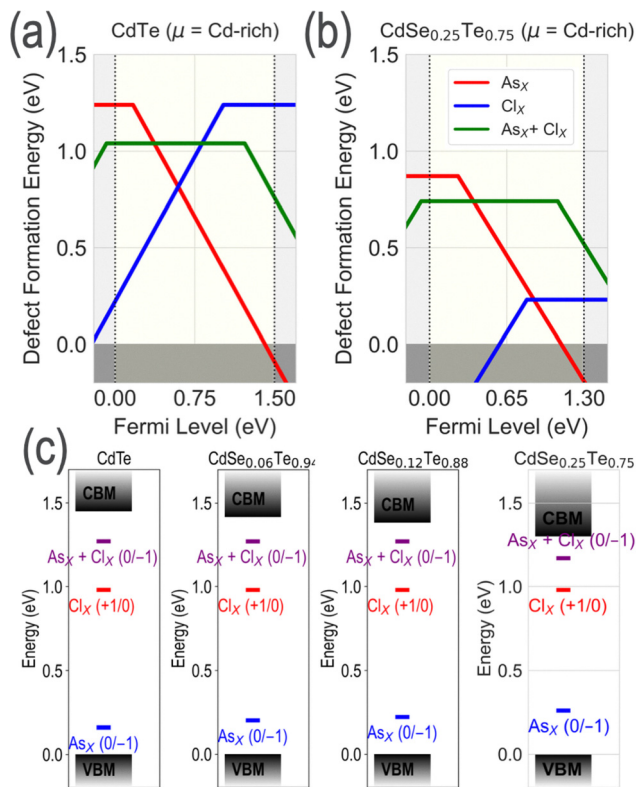 (a)
CdTe (μ = Cd-rich)
Defect Formation Energy (eV)
1.5
1.0
0.5
0.0
0.00
0.75
1.50
Fermi Level (eV)
(b)
CdSe0.25Te0.75 (μ = Cd-rich)
Defect Formation Energy (eV)
1.5
1.0
0.5
0.0
AsX
ClX
AsX+ ClX
0.00
0.65
1.30
Fermi Level (eV)
(c)
CdTe
Energy (eV)
1.5
1.0
0.5
0.0
CBM
AsX + ClX (0/−1)
ClX (+1/0)
AsX (0/−1)
VBM
CdSe0.06Te0.94
Energy (eV)
1.5
1.0
0.5
0.0
CBM
AsX + ClX (0/−1)
ClX (+1/0)
AsX (0/−1)
VBM
CdSe0.12Te0.88
Energy (eV)
1.5
1.0
0.5
0.0
CBM
AsX + ClX (0/−1)
ClX (+1/0)
AsX (0/−1)
VBM
CdSe0.25Te0.75
Energy (eV)
1.5
1.0
0.5
0.0
CBM
AsX + ClX (0/−1)
ClX (+1/0)
AsX (0/−1)
VBM